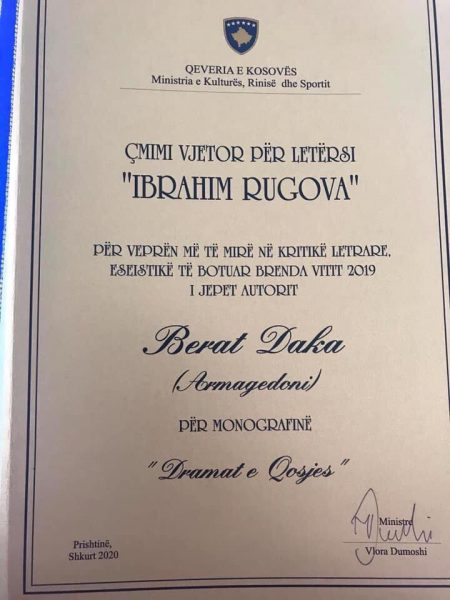 QEVERIA E KOSOVËS
Ministria e Kulturës, Rinisë dhe Sportit
ÇMIMI VJETOR PËR LETËRSI
"IBRAHIM RUGOVA"
PËR VEPRËN MË TË MIRË NË KRITIKË LETRARE,
ESEISTIKË TË BOTUAR BRENDA VITIT 2019
I JEPET AUTORIT
Berat Daka
(Armagedoni)
PËR MONOGRAFINË
"Dramat e Qosjes"
Ministre
Vlora Dumoshi
Prishtinë,
Shkurt 2020